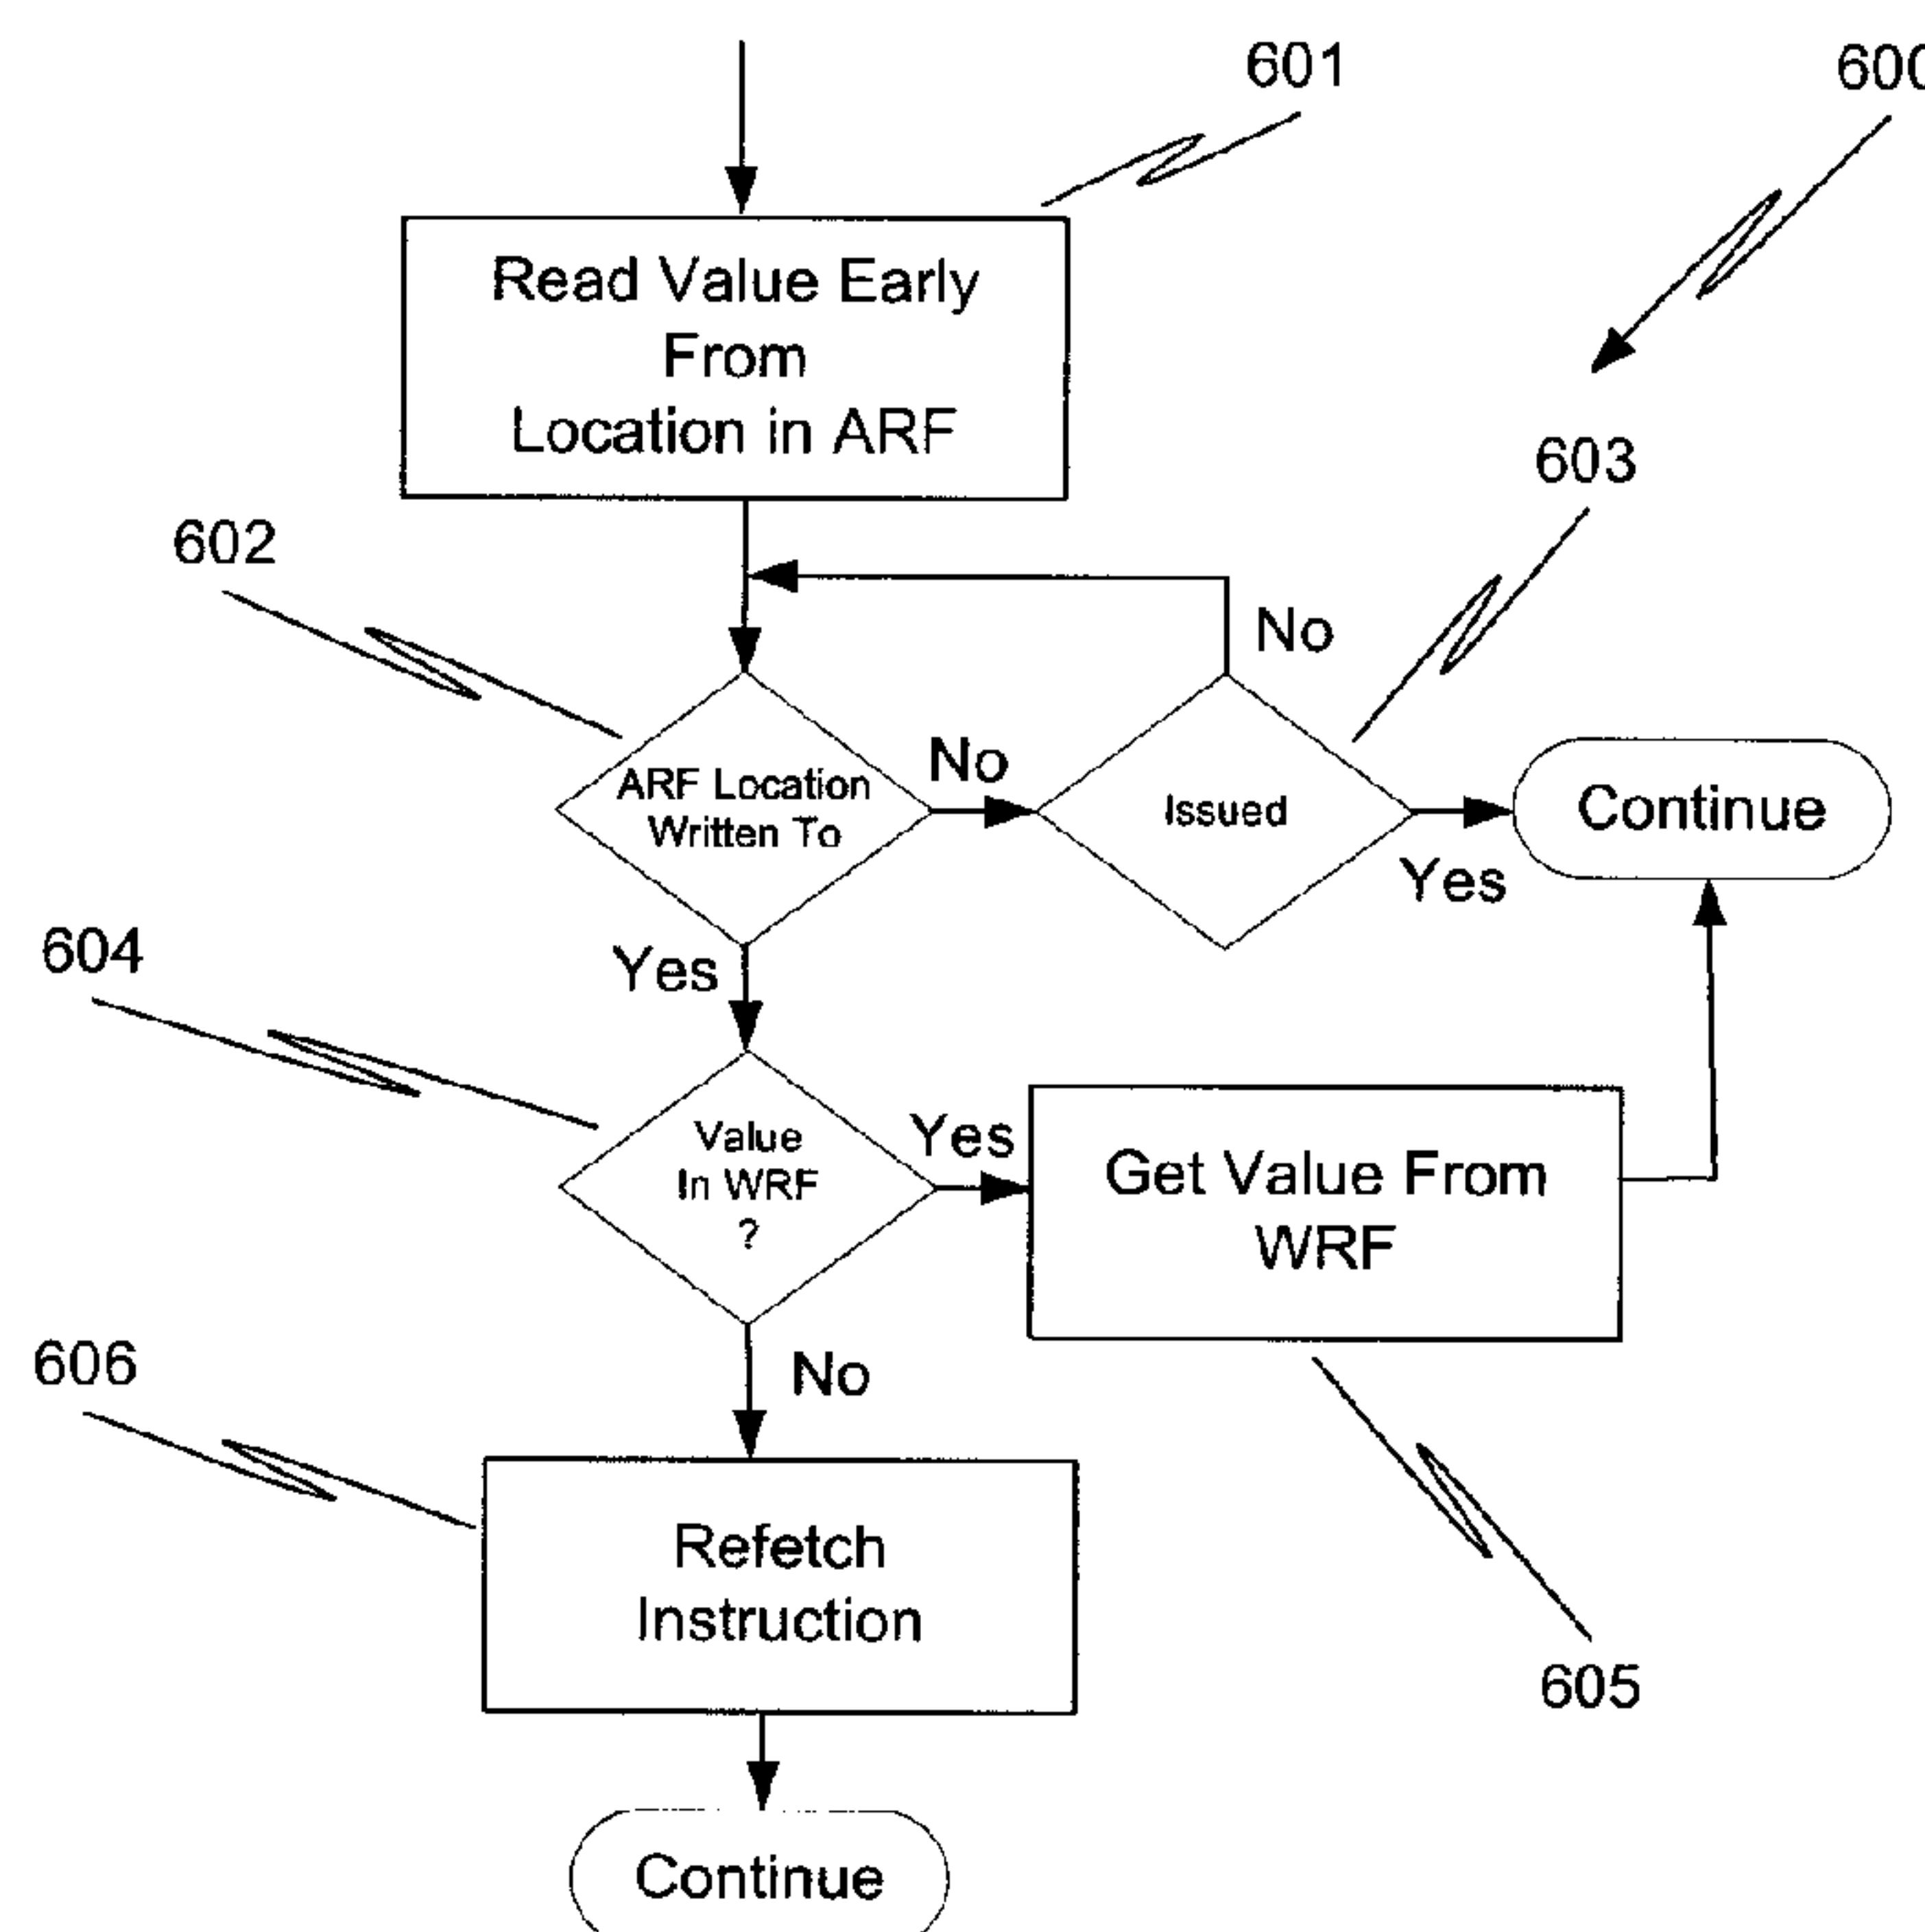 601
600
Read Value Early
From
Location in ARF
603
602
No
ARF Location
Written To
No
Issued
Continue
Yes
Yes
604
Value
In WRF
?
Yes
Get Value From
WRF
606
No
Refetch
Instruction
605
Continue